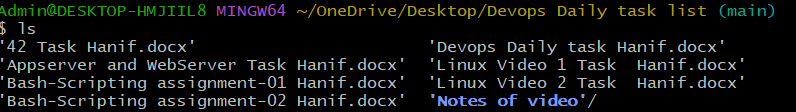 Admin@DESKTOP-HMJIIL8 MINGW64 ~/OneDrive/Desktop/Devops Daily task list (main)
$ ls
'42 Task Hanif.docx' 'Devops Daily task Hanif.docx'
'Appserver and WebServer Task Hanif.docx' 'Linux Video 1 Task  Hanif.docx'
'Bash-Scripting assignment-01 Hanif.docx' 'Linux Video 2 Task  Hanif.docx'
'Bash-Scripting assignment-02 Hanif.docx' 'Notes of video'/